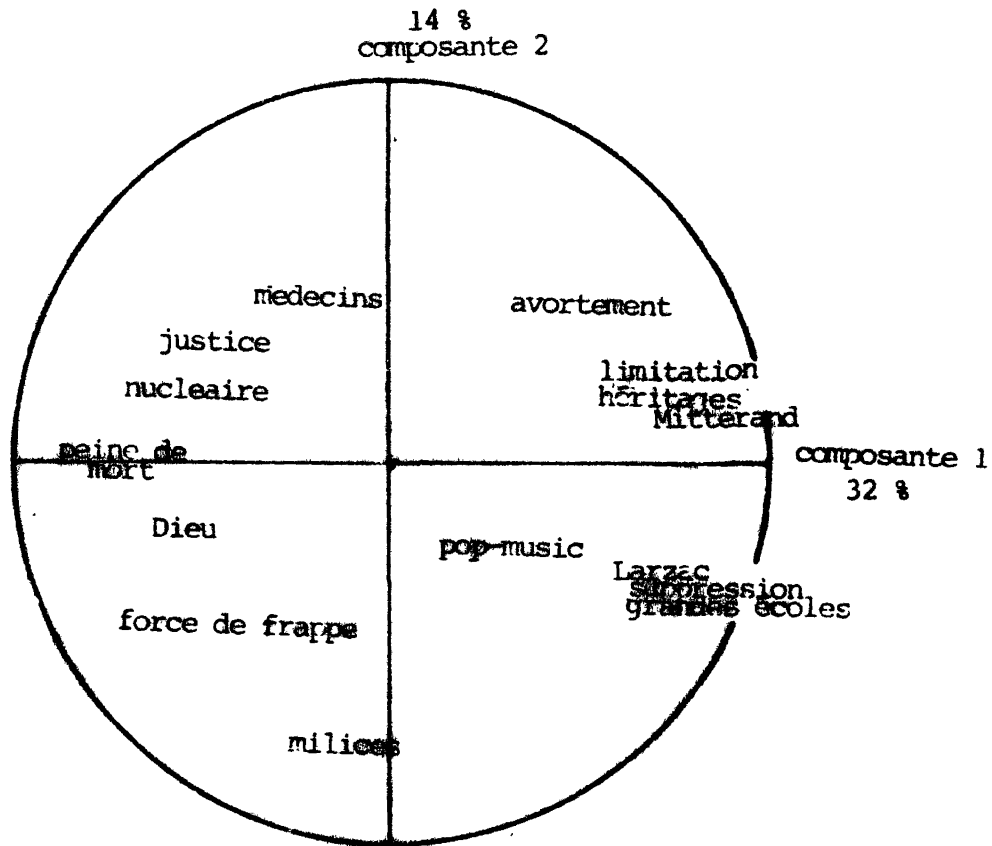 14 %
composante 2
medecins
avortement
justice
limitation
nucleaire
héritages
Mitterand
peine de
mort
composante 1
32 %
Dieu
pop-music
Larzac
suppression
grandes écoles
force de frappe
milices